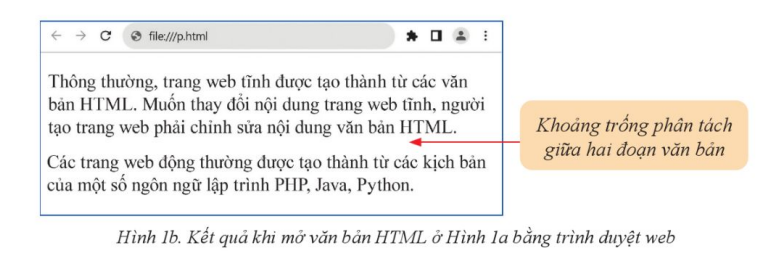 file:///p.html
Thông thường, trang web tĩnh được tạo thành từ các văn
bản HTML. Muốn thay đổi nội dung trang web tĩnh, người
tạo trang web phải chỉnh sửa nội dung văn bản HTML.
Khoảng trống phân tách
giữa hai đoạn văn bản
Các trang web động thường được tạo thành từ các kịch bản
của một số ngôn ngữ lập trình PHP, Java, Python.
Hình 1b. Kết quả khi mở văn bản HTML ở Hình 1a bằng trình duyệt web